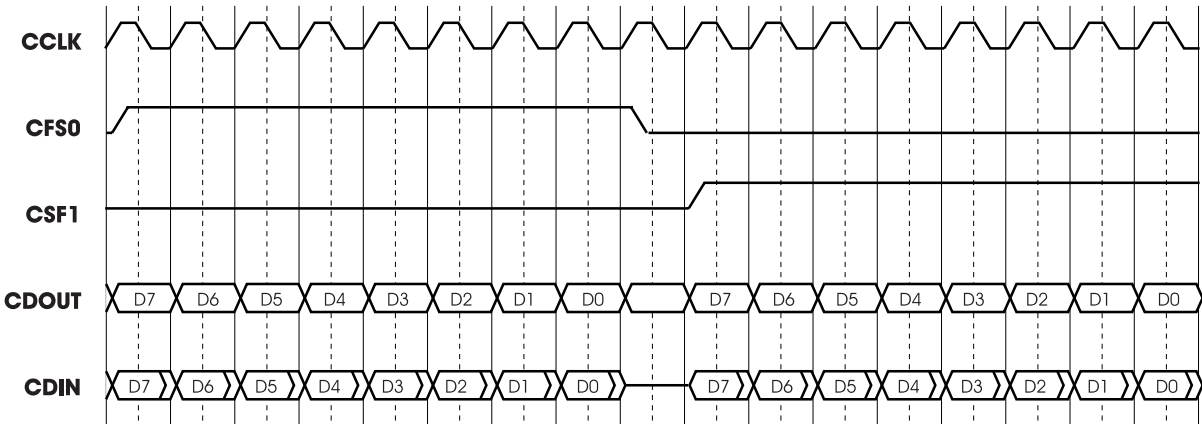 CCLK
CFS0
CSF1
CDOUT D7 D6 D5 D4 D3 D2 D1 D0 D7 D6 D5 D4 D3 D2 D1 D0
CDIN D7 D6 D5 D4 D3 D2 D1 D0 D7 D6 D5 D4 D3 D2 D1 D0